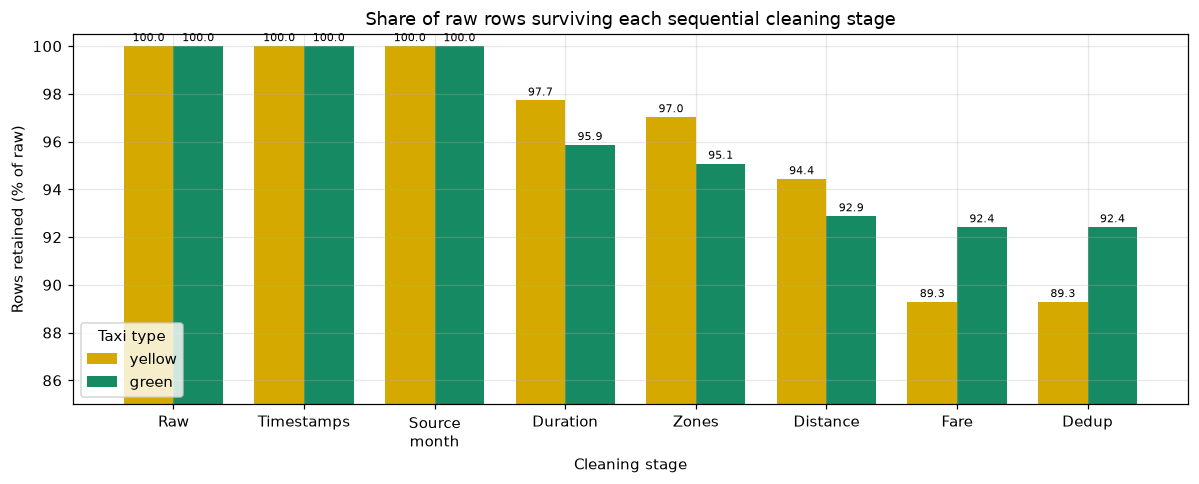 Share of raw rows surviving each sequential cleaning stage
Rows retained (% of raw)
100
98
96
94
92
90
88
86
100.0 100.0 100.0 100.0 100.0 100.0
97.7 95.9
97.0 95.1
94.4 92.9
89.3 92.4
89.3 92.4
Taxi type
yellow
green
Raw Timestamps Source Duration Zones Distance Fare Dedup
month
Cleaning stage